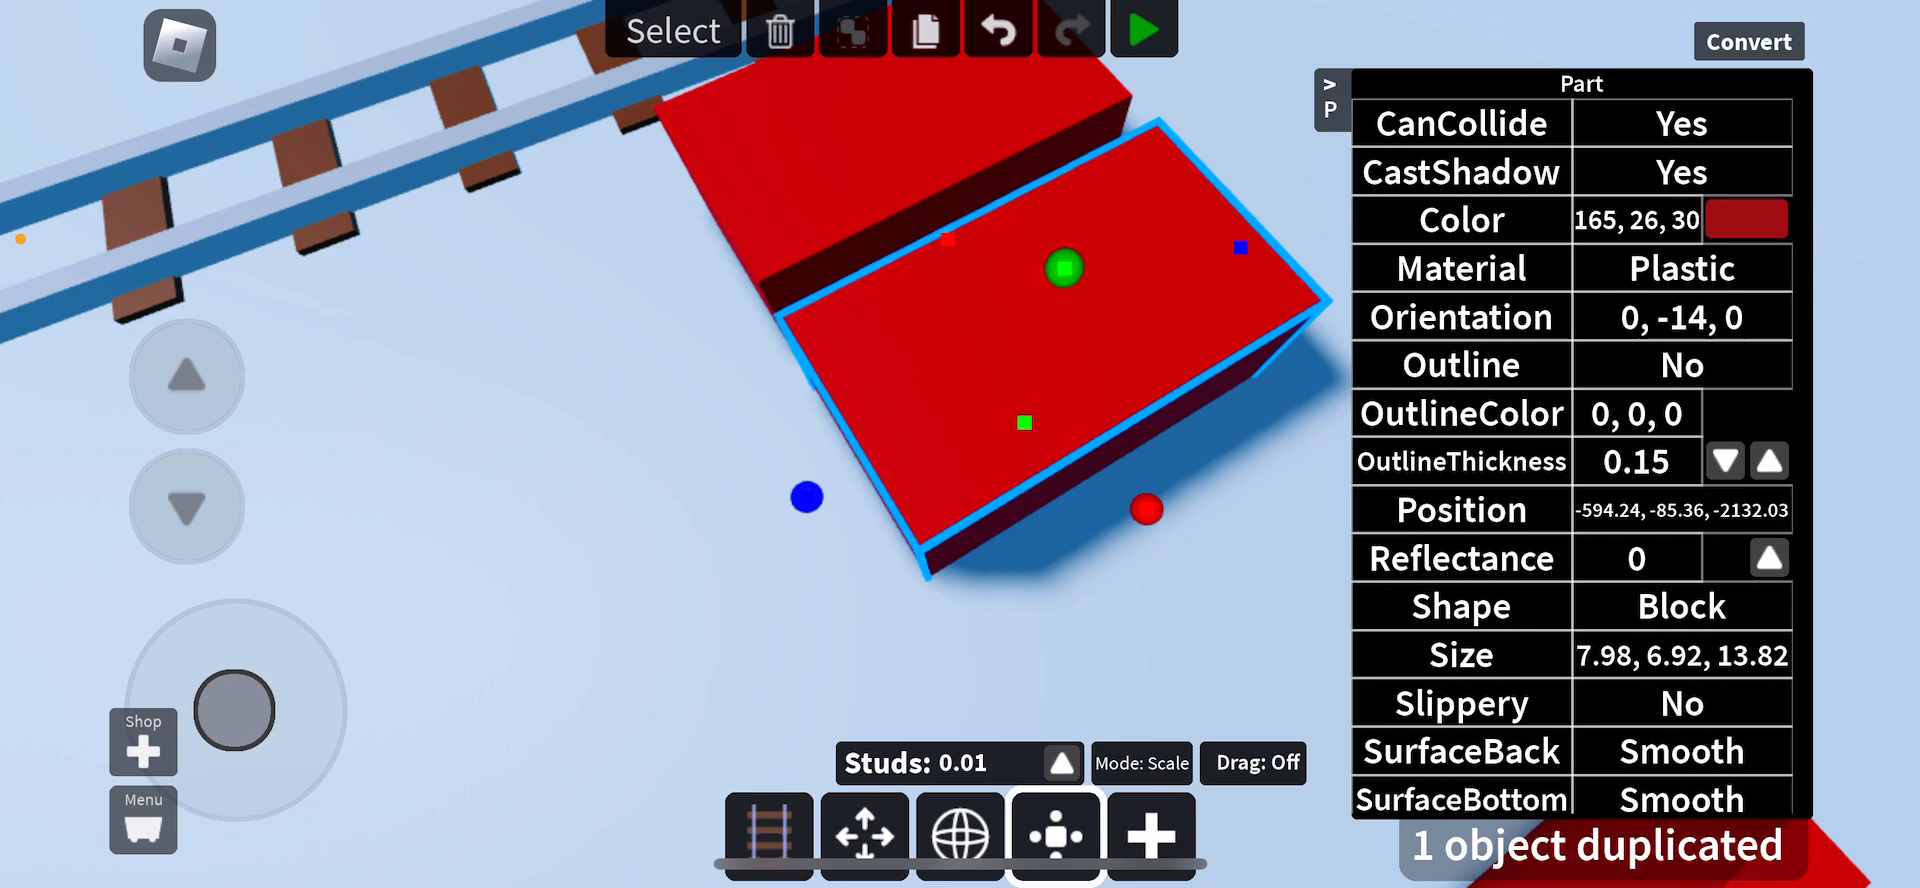 Select
Convert
>
P
Part
CanCollide Yes
CastShadow Yes
Color 165, 26, 30
Material Plastic
Orientation 0, -14, 0
Outline No
OutlineColor 0, 0, 0
OutlineThickness 0.15
Position -594.24, -85.36, -2132.03
Reflectance 0
Shape Block
Size 7.98, 6.92, 13.82
Slippery No
SurfaceBack Smooth
SurfaceBottom Smooth
Shop
Menu
Studs: 0.01
Mode: Scale
Drag: Off
1 object duplicated